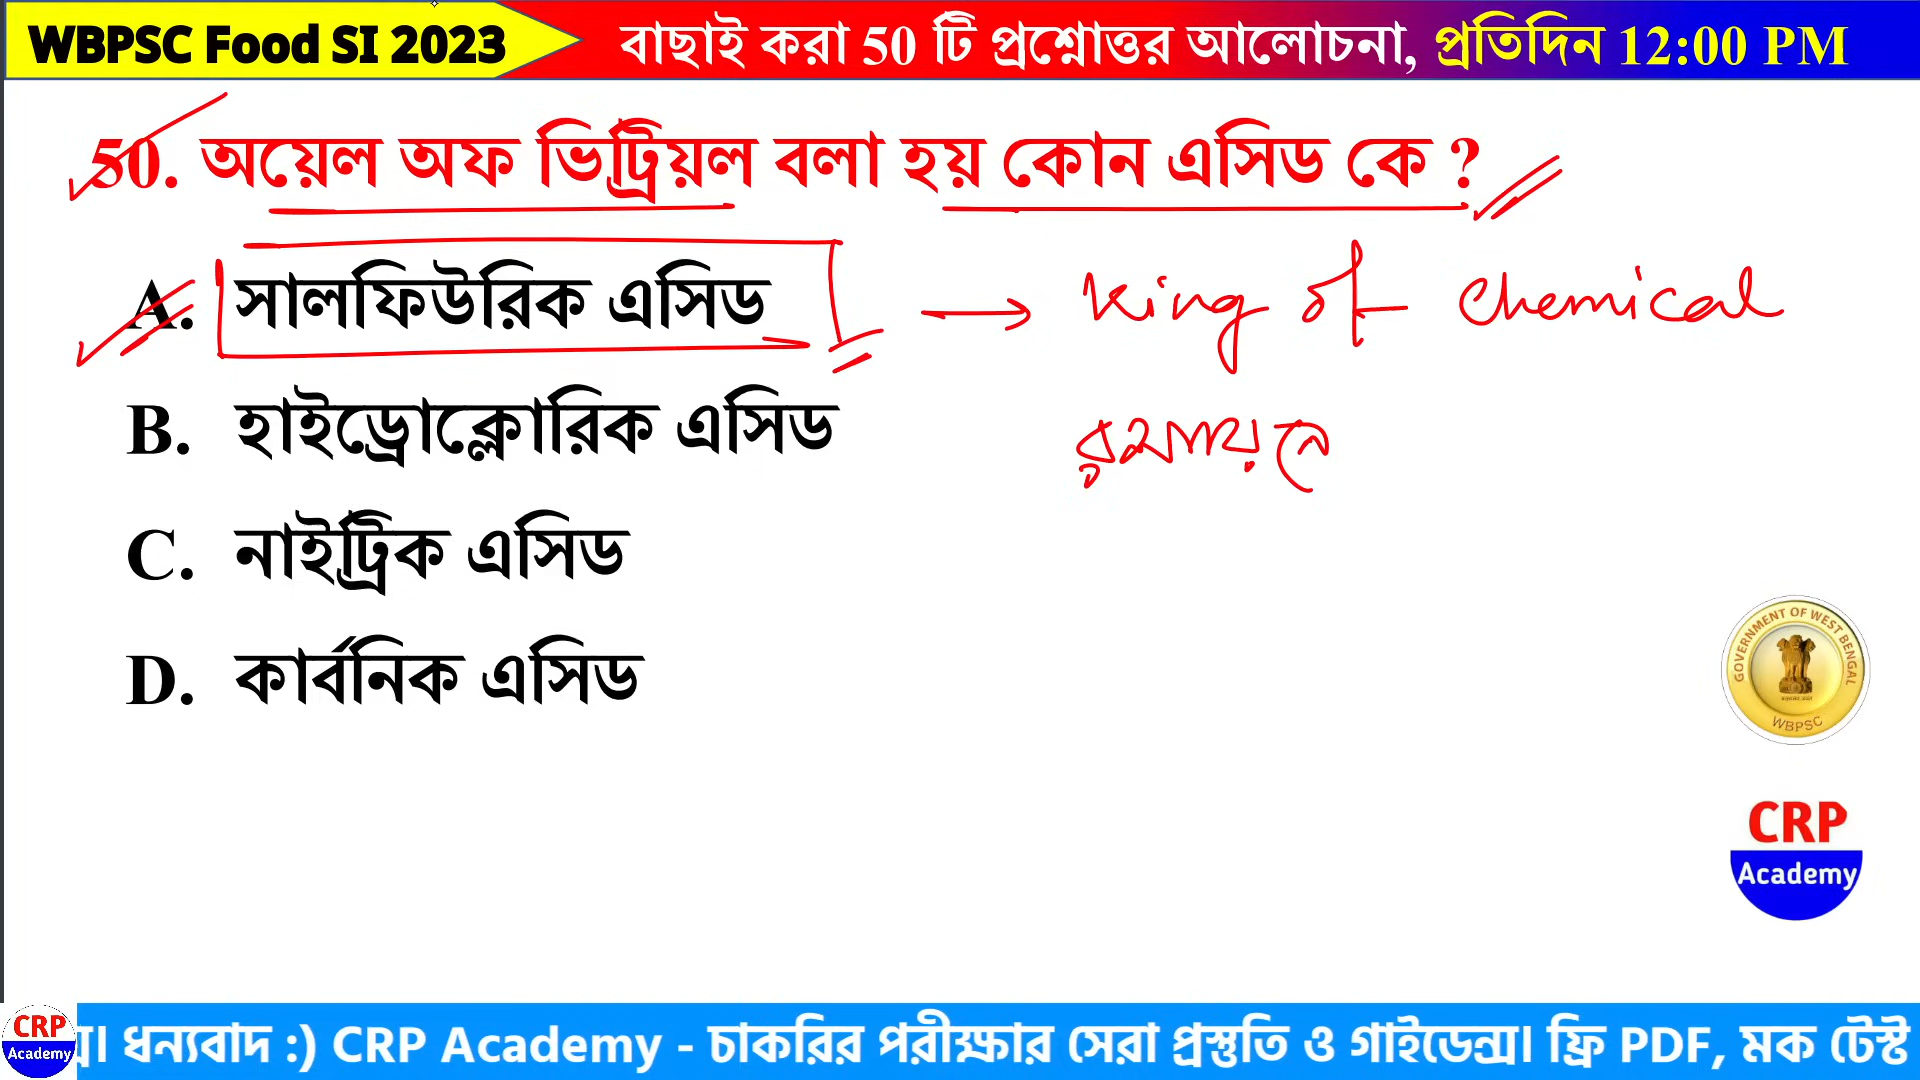 WBPSC Food SI 2023
বাছাই করা 50 টি প্রশ্নোত্তর আলোচনা, প্রতিদিন 12:00 PM
50. অয়েল অফ ভিট্রিয়ল বলা হয় কোন এসিড কে ?
A. সালফিউরিক এসিড → King of Chemical
B. হাইড্রোক্লোরিক এসিড
C. নাইট্রিক এসিড
D. কার্বনিক এসিড
GOVERNMENT OF WEST BENGAL
WBPSC
CRP
Academy
CRP
Academy
ধন্যবাদ :) CRP Academy - চাকরির পরীক্ষার সেরা প্রস্তুতি ও গাইডেন্স। ফ্রি PDF, মক টেস্ট